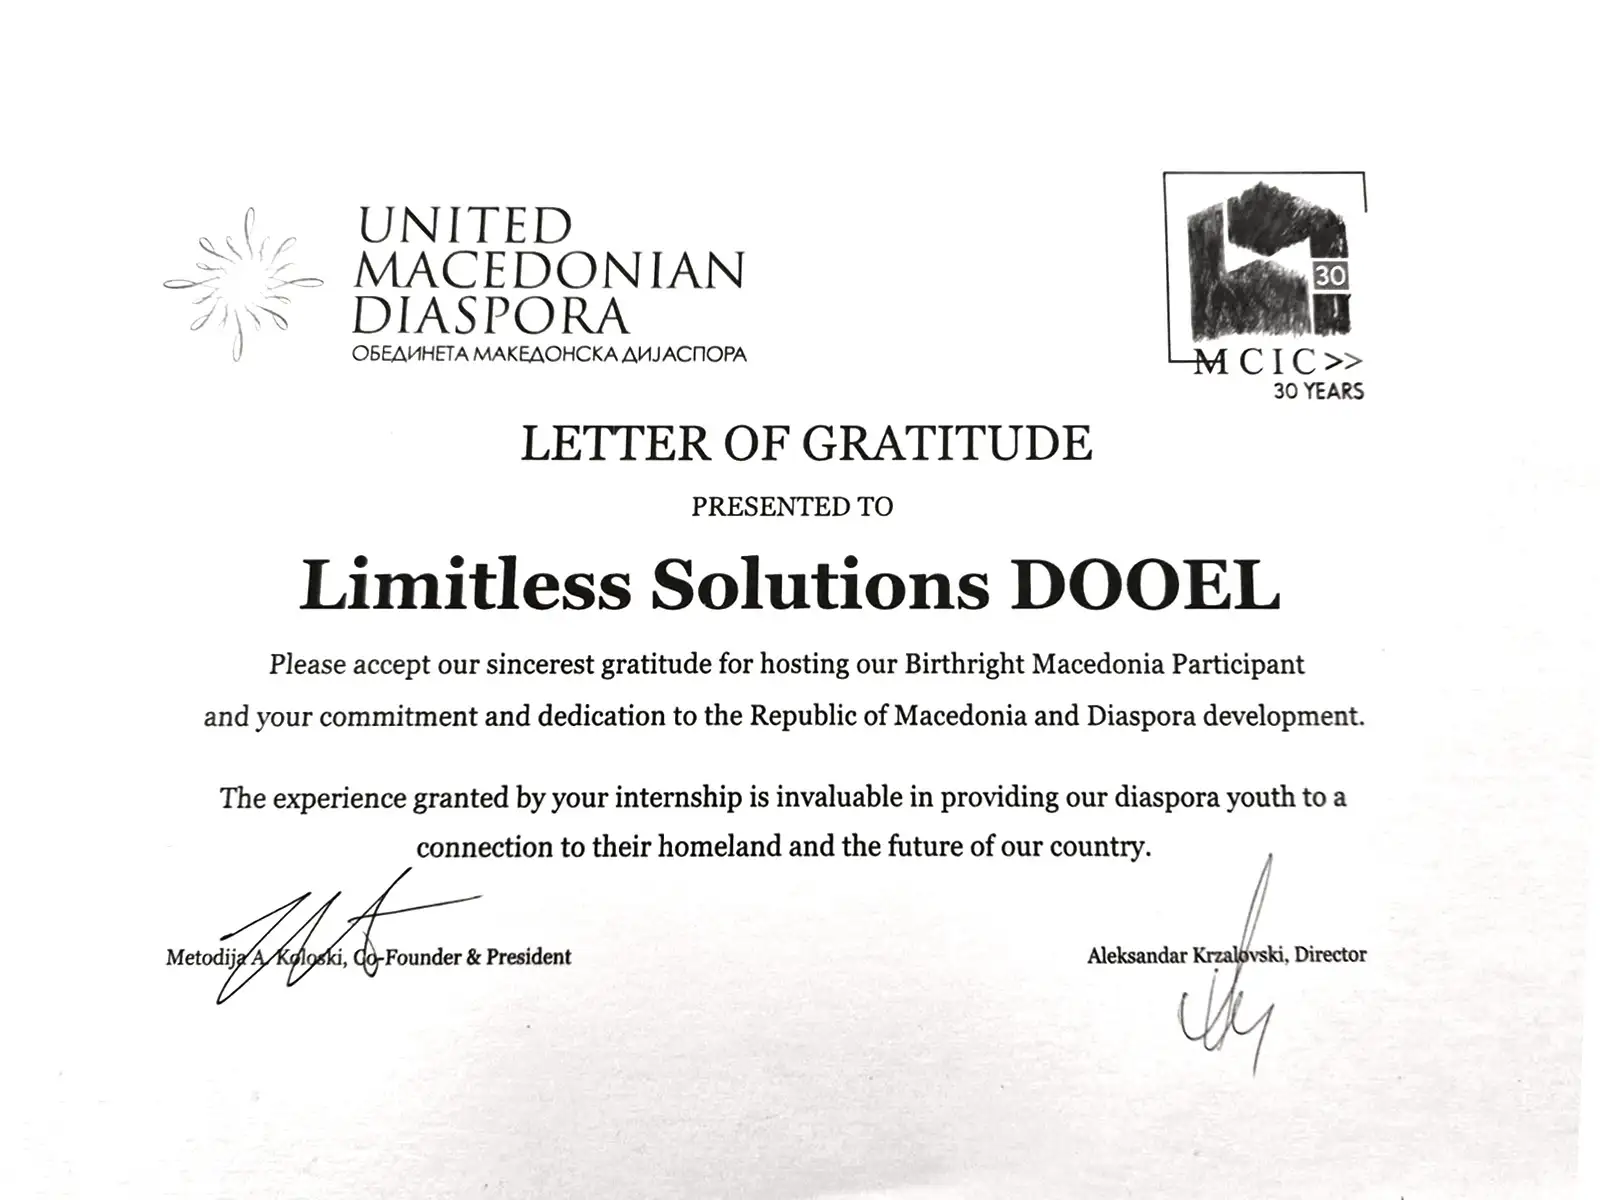 UNITED
MACEDONIAN
DIASPORA
ОБЕДИНЕТА МАКЕДОНСКА ДИЈАСПОРА
30
MCIC>>
30 YEARS
LETTER OF GRATITUDE
PRESENTED TO
Limitless Solutions DOOEL
Please accept our sincerest gratitude for hosting our Birthright Macedonia Participant
and your commitment and dedication to the Republic of Macedonia and Diaspora development.
The experience granted by your internship is invaluable in providing our diaspora youth to a
connection to their homeland and the future of our country.
Metodija A. Koloski, Co-Founder & President
Aleksandar Krzalovski, Director